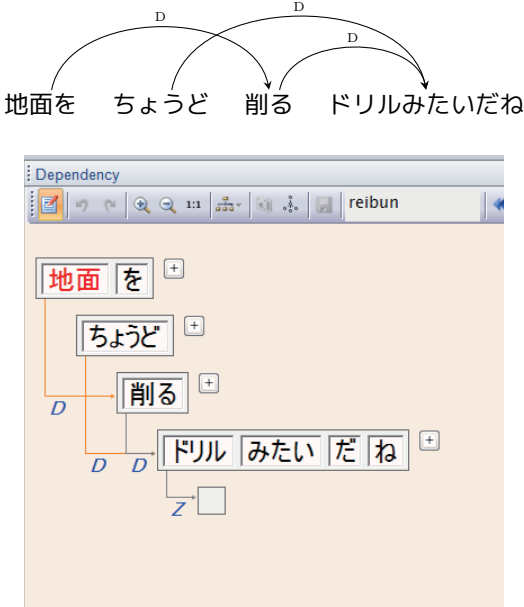 D
D
D
地面を ちょうど 削る ドリルみたいだね
Dependency
1:1 reibun
地面 を +
ちょうど +
削る +
D
ドリル みたい だ ね +
D D
Z